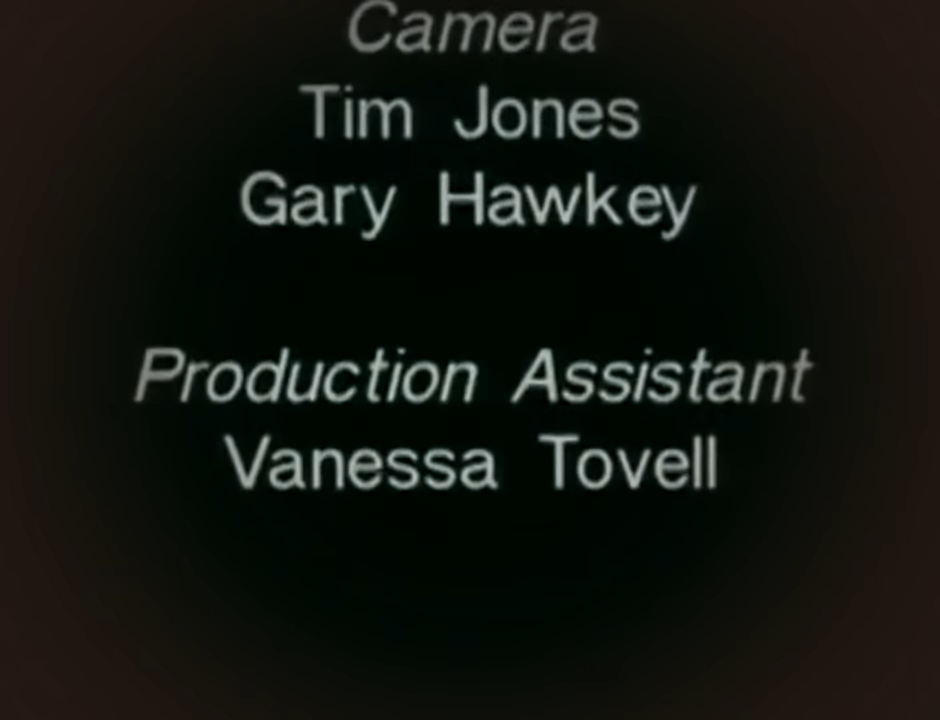 Camera
Tim Jones
Gary Hawkey
Production Assistant
Vanessa Tovell